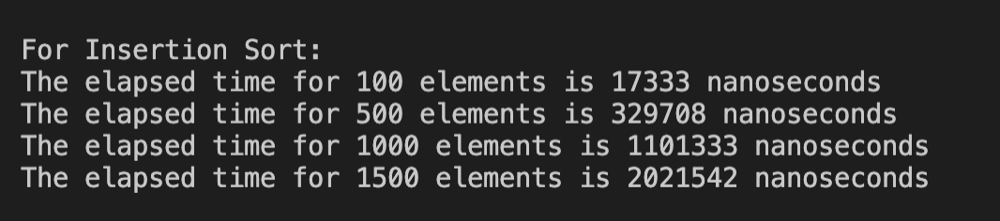 For Insertion Sort:
The elapsed time for 100 elements is 17333 nanoseconds
The elapsed time for 500 elements is 329708 nanoseconds
The elapsed time for 1000 elements is 1101333 nanoseconds
The elapsed time for 1500 elements is 2021542 nanoseconds